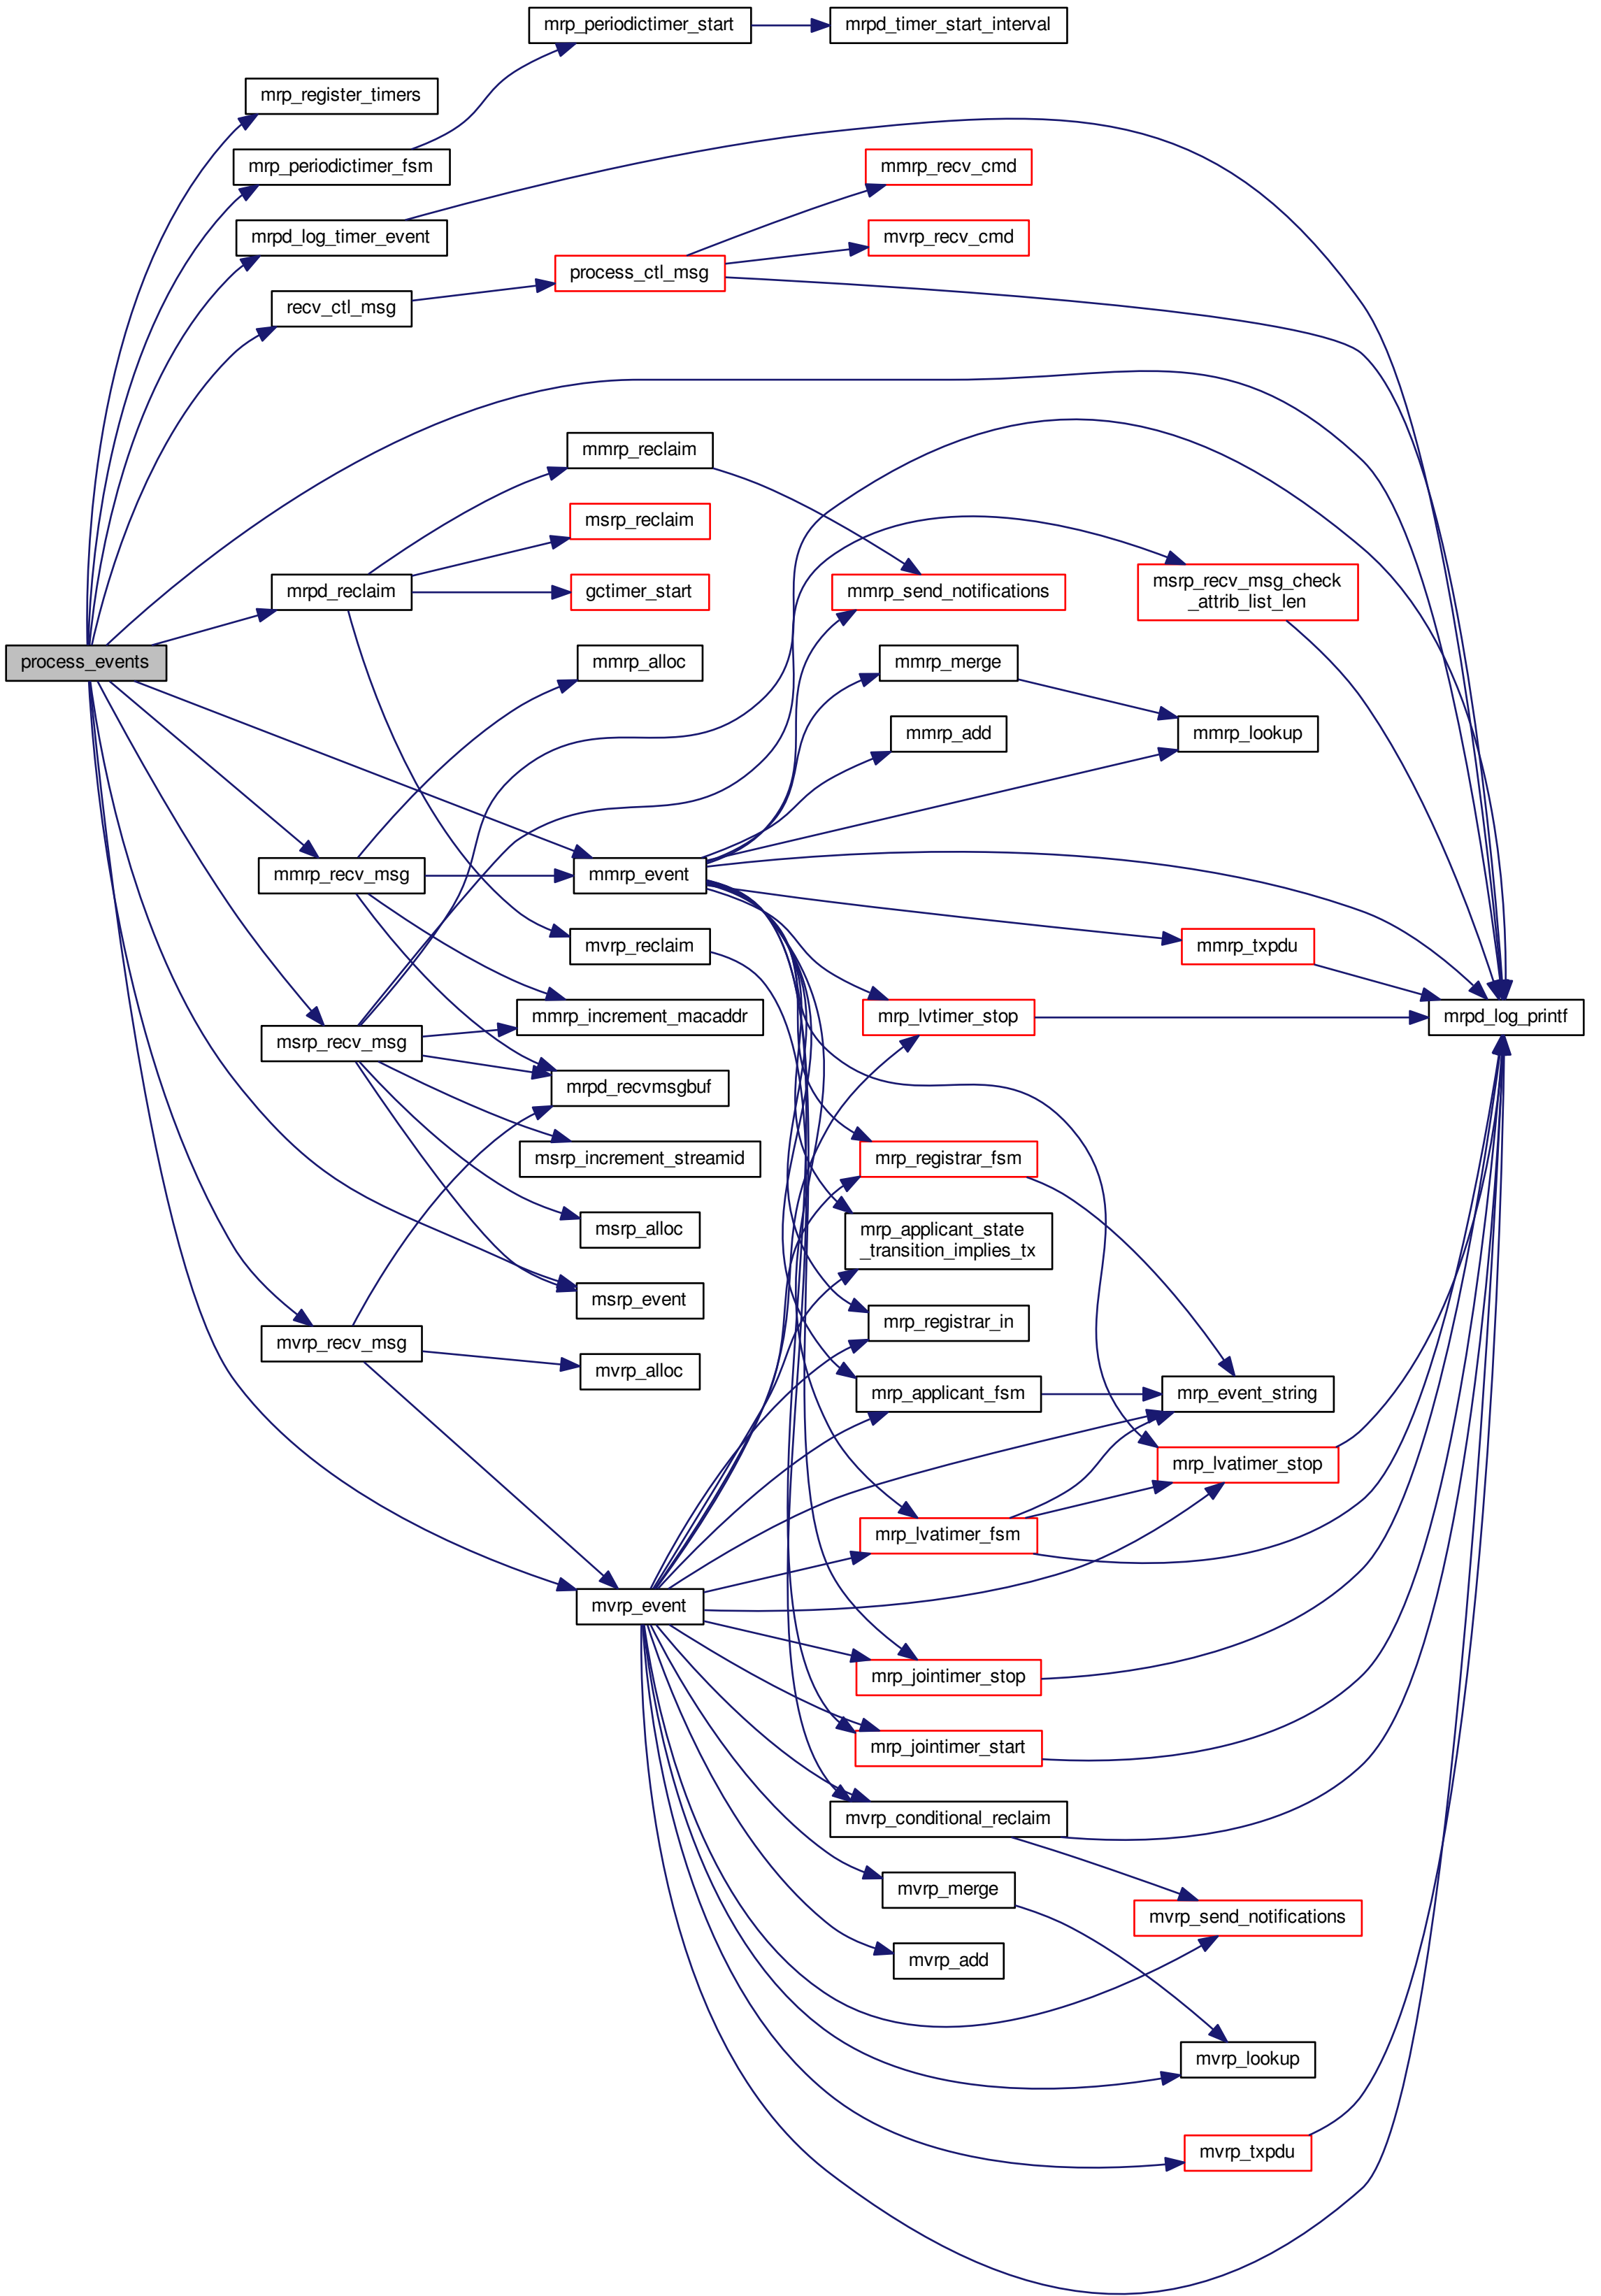 mrp_periodictimer_start
mrpd_timer_start_interval
mrp_register_timers
mrp_periodictimer_fsm
mmrp_recv_cmd
mrpd_log_timer_event
mvrp_recv_cmd
process_ctl_msg
recv_ctl_msg
mmrp_reclaim
msrp_reclaim
mrpd_reclaim
gctimer_start
mmrp_send_notifications
msrp_recv_msg_check
_attrib_list_len
process_events
mmrp_alloc
mmrp_merge
mmrp_add
mmrp_lookup
mmrp_recv_msg
mmrp_event
mvrp_reclaim
mmrp_txpdu
mmrp_increment_macaddr
mrp_lvtimer_stop
mrpd_log_printf
msrp_recv_msg
mrpd_recvmsgbuf
msrp_increment_streamid
mrp_registrar_fsm
msrp_alloc
mrp_applicant_state
_transition_implies_tx
msrp_event
mrp_registrar_in
mvrp_recv_msg
mvrp_alloc
mrp_applicant_fsm
mrp_event_string
mrp_lvatimer_stop
mrp_lvatimer_fsm
mvrp_event
mrp_jointimer_stop
mrp_jointimer_start
mvrp_conditional_reclaim
mvrp_merge
mvrp_send_notifications
mvrp_add
mvrp_lookup
mvrp_txpdu